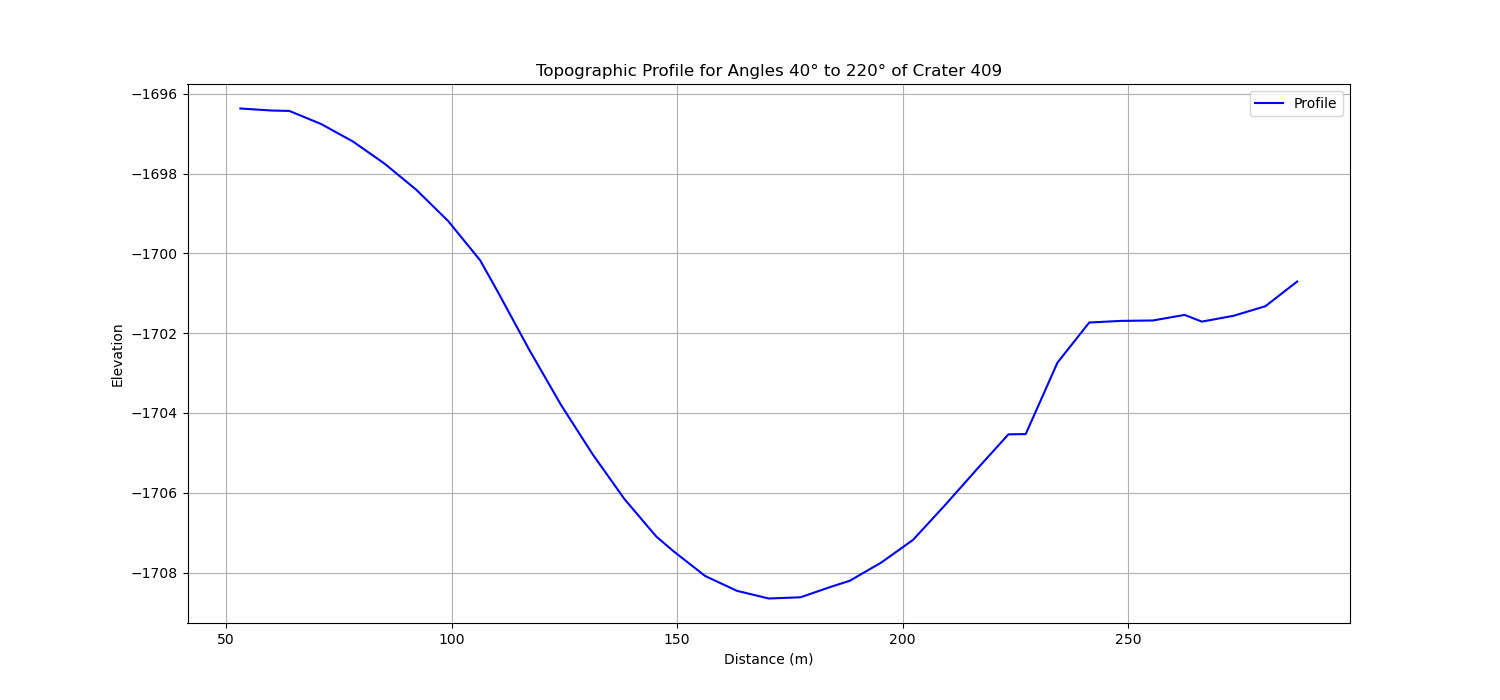 Topographic Profile for Angles 40° to 220° of Crater 409
Profile
−1696
−1698
−1700
−1702
−1704
−1706
−1708
Elevation
50 100 150 200 250
Distance (m)